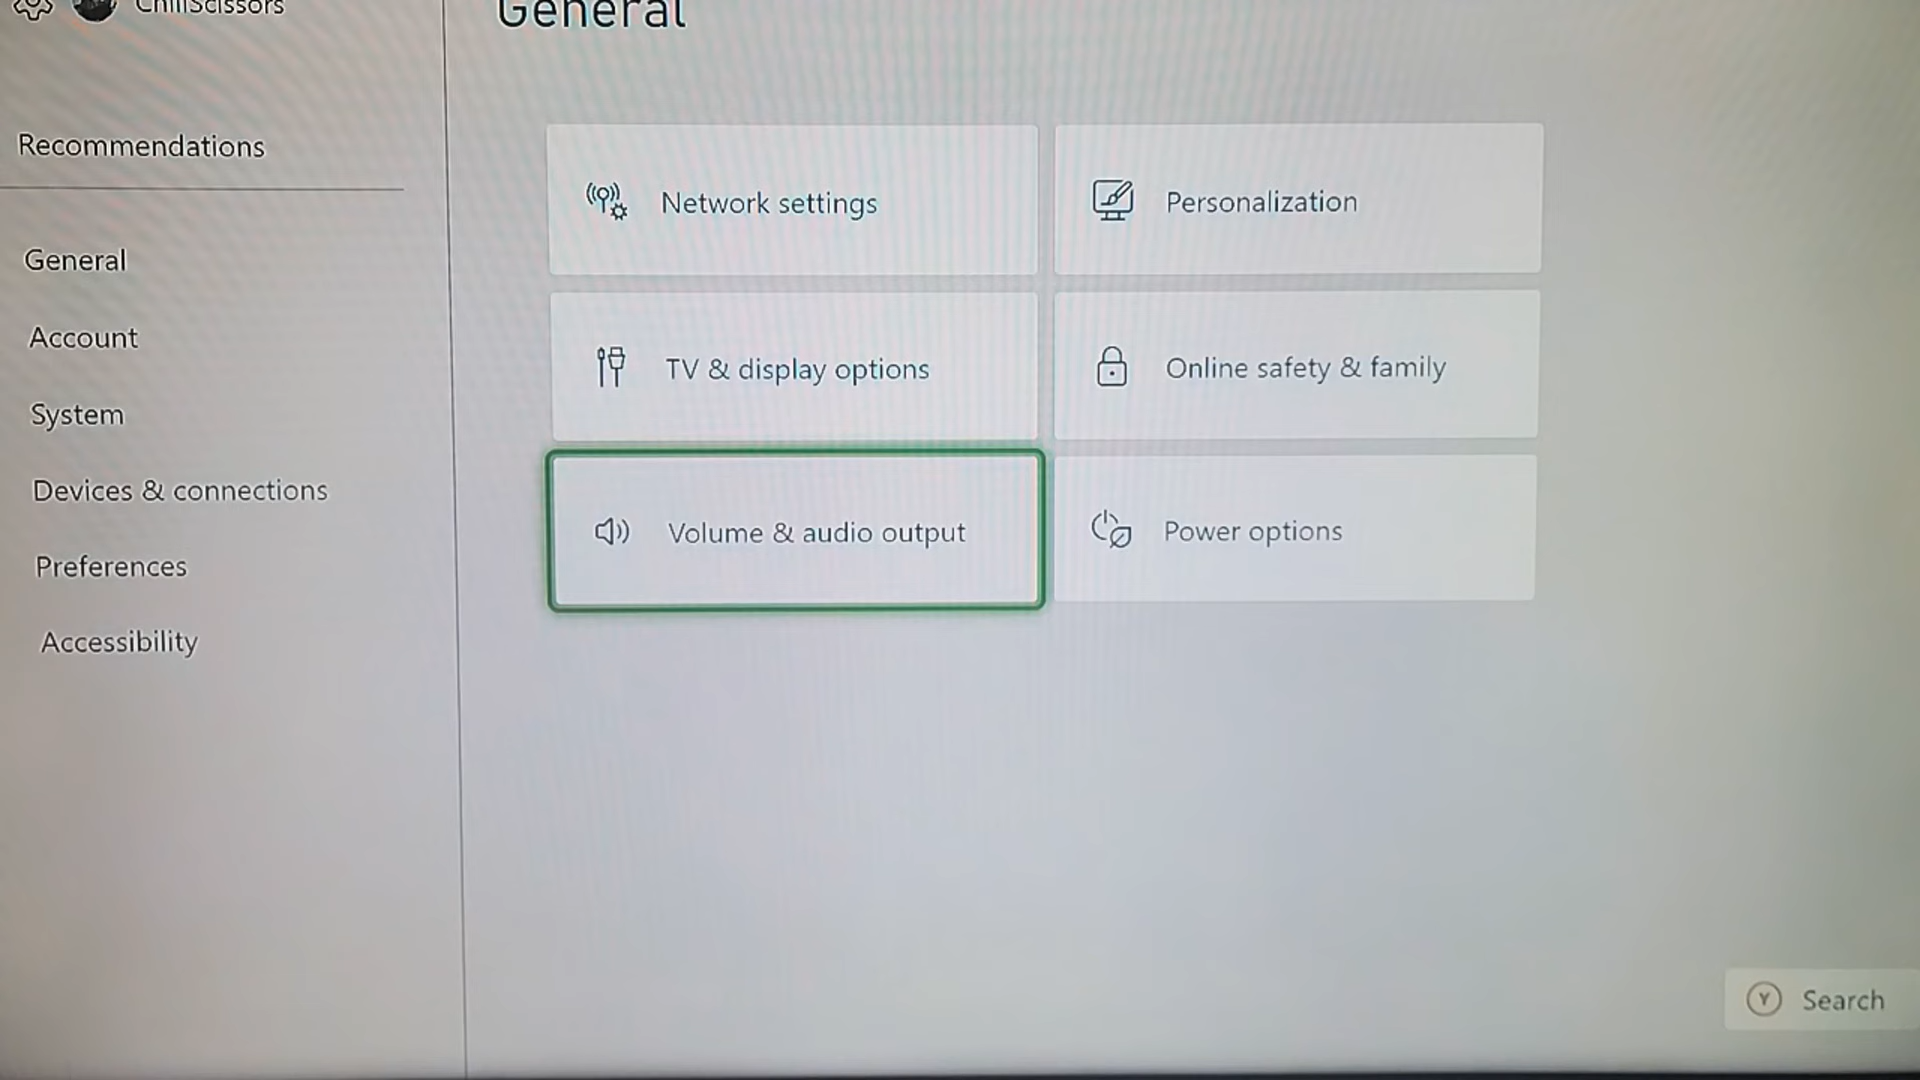 ChillScissors
General
Recommendations
General
Account
System
Devices & connections
Preferences
Accessibility
Network settings
Personalization
TV & display options
Online safety & family
Volume & audio output
Power options
Y Search